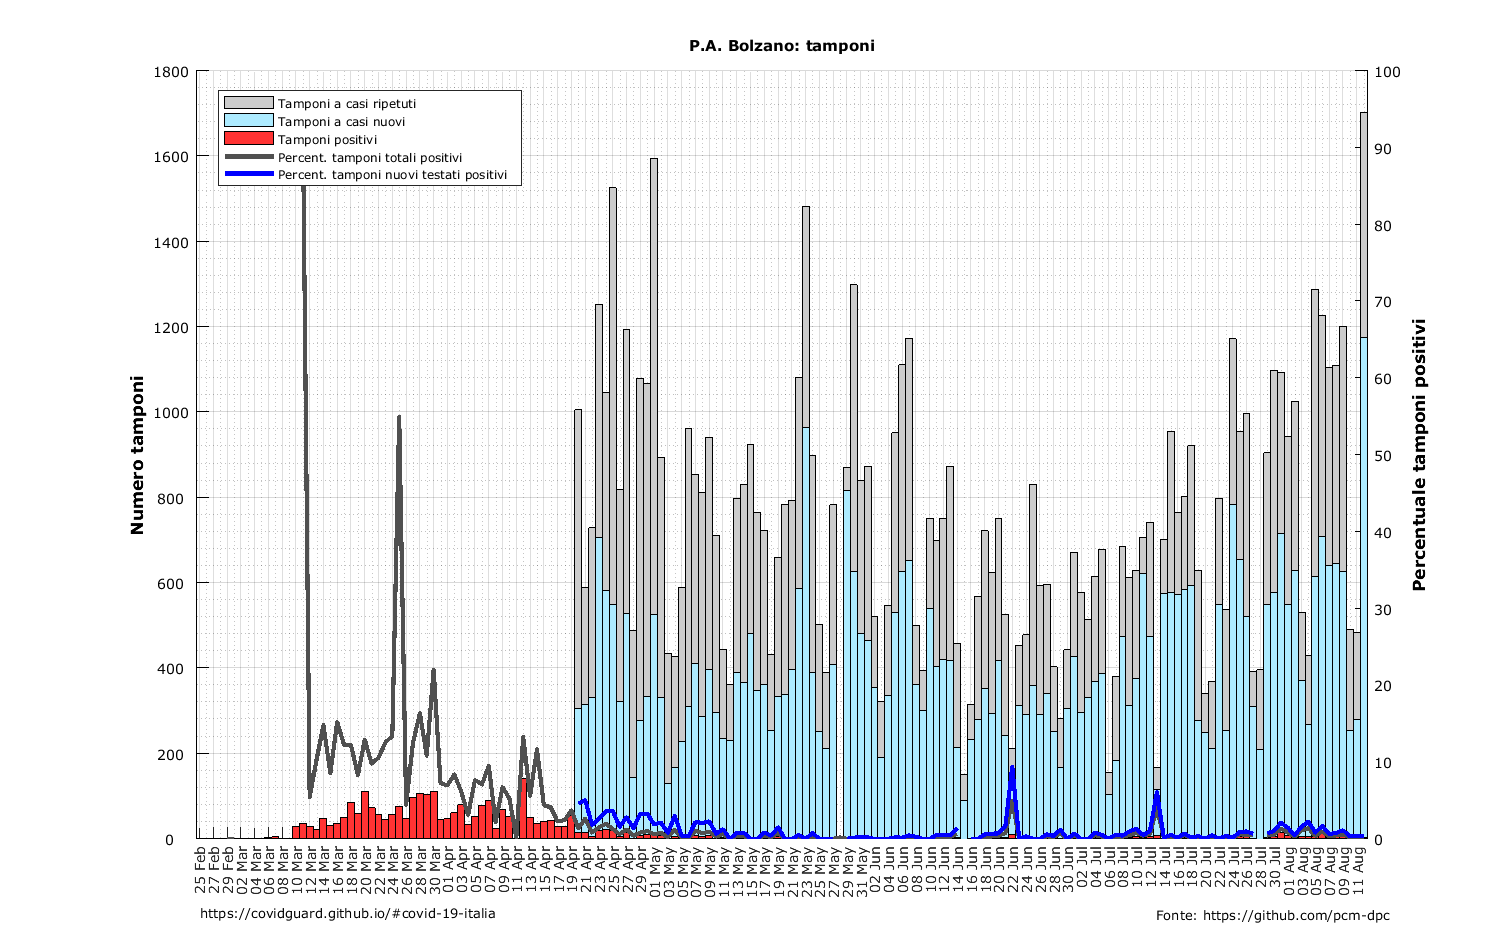 P.A. Bolzano: tamponi
Tamponi a casi ripetuti
Tamponi a casi nuovi
Tamponi positivi
Percent. tamponi totali positivi
Percent. tamponi nuovi testati positivi
Numero tamponi
1800
1600
1400
1200
1000
800
600
400
200
0
Percentuale tamponi positivi
100
90
80
70
60
50
40
30
20
10
0
25 Feb
27 Feb
29 Feb
02 Mar
04 Mar
06 Mar
08 Mar
10 Mar
12 Mar
14 Mar
16 Mar
18 Mar
20 Mar
22 Mar
24 Mar
26 Mar
28 Mar
30 Mar
01 Apr
03 Apr
05 Apr
07 Apr
09 Apr
11 Apr
13 Apr
15 Apr
17 Apr
19 Apr
21 Apr
23 Apr
25 Apr
27 Apr
29 Apr
01 May
03 May
05 May
07 May
09 May
11 May
13 May
15 May
17 May
19 May
21 May
23 May
25 May
27 May
29 May
31 May
02 Jun
04 Jun
06 Jun
08 Jun
10 Jun
12 Jun
14 Jun
16 Jun
18 Jun
20 Jun
22 Jun
24 Jun
26 Jun
28 Jun
30 Jun
02 Jul
04 Jul
06 Jul
08 Jul
10 Jul
12 Jul
14 Jul
16 Jul
18 Jul
20 Jul
22 Jul
24 Jul
26 Jul
28 Jul
30 Jul
01 Aug
03 Aug
05 Aug
07 Aug
09 Aug
11 Aug
https://covidguard.github.io/#covid-19-italia
Fonte: https://github.com/pcm-dpc